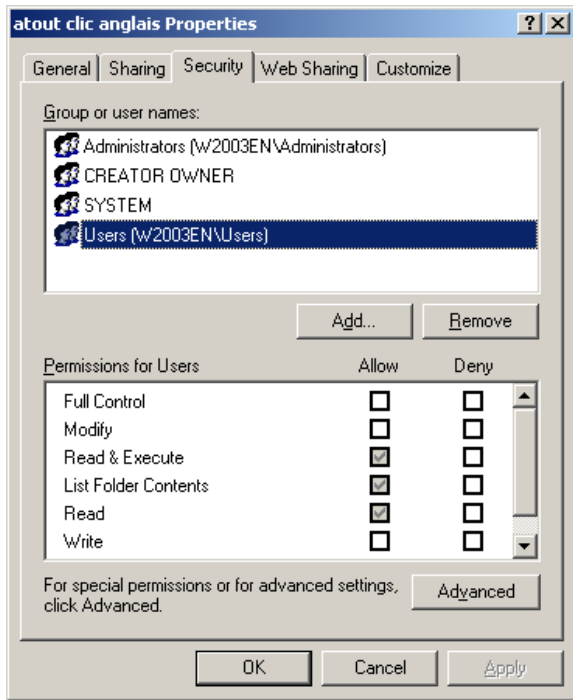 atout clic anglais Properties
General Sharing Security Web Sharing Customize
Group or user names:
Administrators (W2003EN\Administrators)
CREATOR OWNER
SYSTEM
Users (W2003EN\Users)
Add... Remove
Permissions for Users Allow Deny
Full Control
Modify
Read & Execute
List Folder Contents
Read
Write
For special permissions or for advanced settings,
click Advanced.
Advanced
OK Cancel Apply